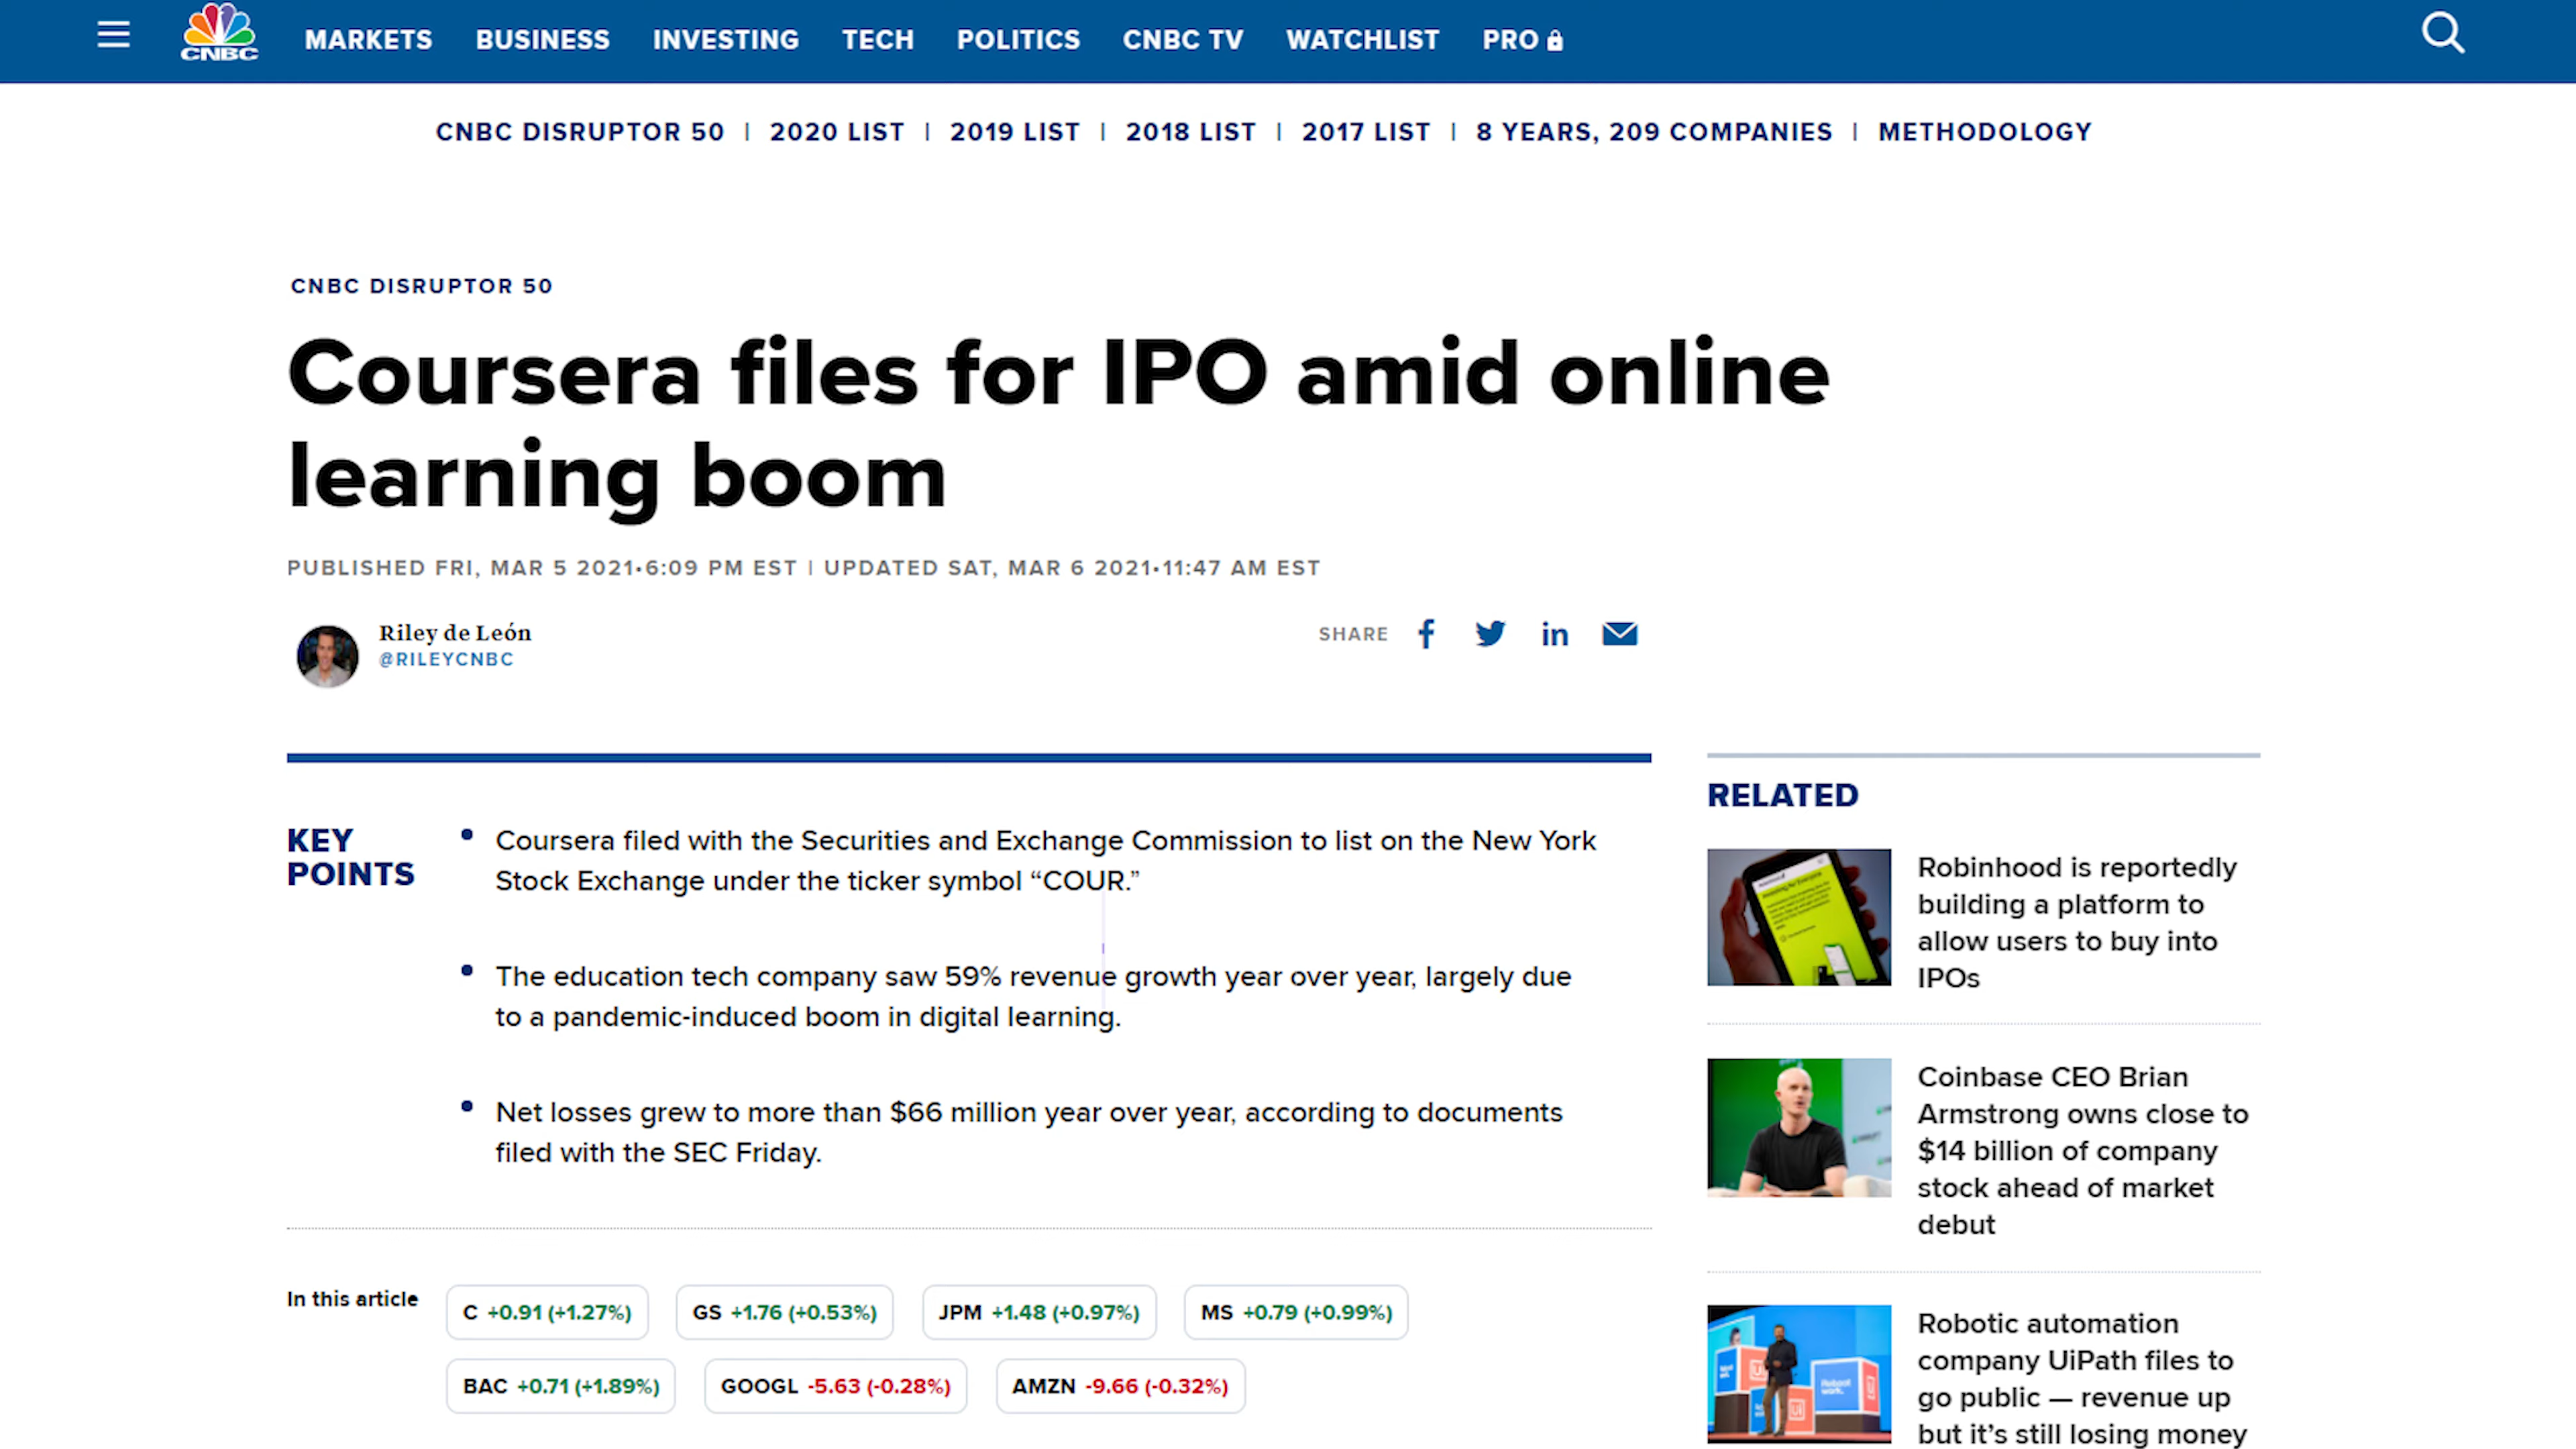 CNBC
MARKETS BUSINESS INVESTING TECH POLITICS CNBC TV WATCHLIST PRO
CNBC DISRUPTOR 50 | 2020 LIST | 2019 LIST | 2018 LIST | 2017 LIST | 8 YEARS, 209 COMPANIES | METHODOLOGY
CNBC DISRUPTOR 50
Coursera files for IPO amid online
learning boom
PUBLISHED FRI, MAR 5 2021•6:09 PM EST | UPDATED SAT, MAR 6 2021•11:47 AM EST
Riley de León
@RILEYCNBC
SHARE
KEY
POINTS
Coursera filed with the Securities and Exchange Commission to list on the New York
Stock Exchange under the ticker symbol “COUR.”
The education tech company saw 59% revenue growth year over year, largely due
to a pandemic-induced boom in digital learning.
Net losses grew to more than $66 million year over year, according to documents
filed with the SEC Friday.
In this article
C +0.91 (+1.27%) GS +1.76 (+0.53%) JPM +1.48 (+0.97%) MS +0.79 (+0.99%)
BAC +0.71 (+1.89%) GOOGL -5.63 (-0.28%) AMZN -9.66 (-0.32%)
RELATED
Robinhood is reportedly
building a platform to
allow users to buy into
IPOs
Coinbase CEO Brian
Armstrong owns close to
$14 billion of company
stock ahead of market
debut
Robotic automation
company UiPath files to
go public — revenue up
but it’s still losing money